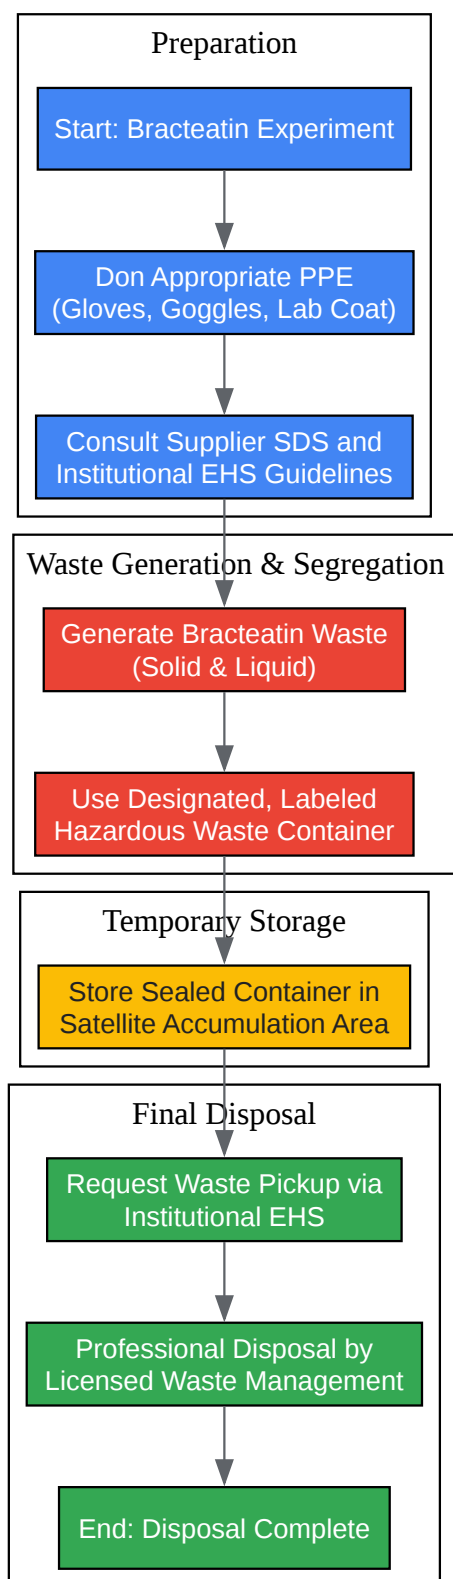 Preparation
Start: Bracteatin Experiment
Don Appropriate PPE
(Gloves, Goggles, Lab Coat)
Consult Supplier SDS and
Institutional EHS Guidelines
Waste Generation & Segregation
Generate Bracteatin Waste
(Solid & Liquid)
Use Designated, Labeled
Hazardous Waste Container
Temporary Storage
Store Sealed Container in
Satellite Accumulation Area
Final Disposal
Request Waste Pickup via
Institutional EHS
Professional Disposal by
Licensed Waste Management
End: Disposal Complete